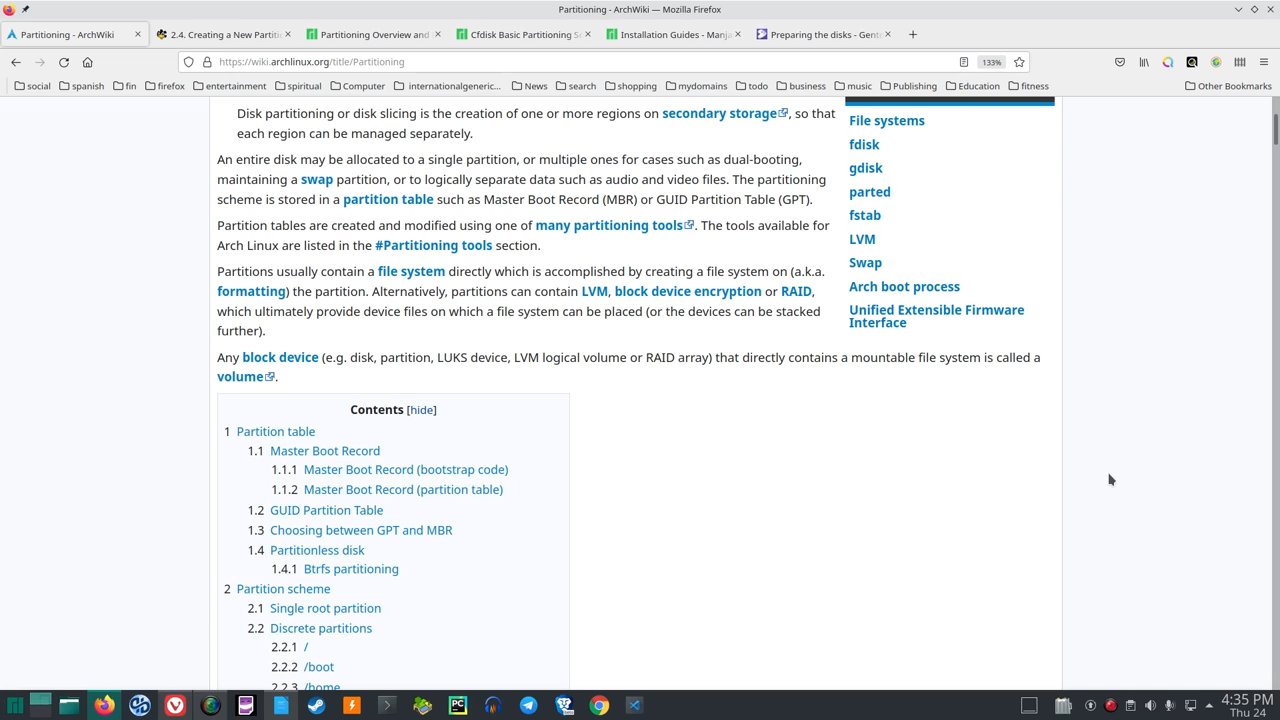 Partitioning - ArchWiki — Mozilla Firefox
Partitioning - ArchWiki
2.4. Creating a New Partitio
Partitioning Overview and
Cfdisk Basic Partitioning Sc
Installation Guides - Manja
Preparing the disks - Gento
https://wiki.archlinux.org/title/Partitioning
133%
social spanish fin firefox entertainment spiritual Computer internationalgeneric... News search shopping mydomains todo business music Publishing Education fitness Other Bookmarks
Disk partitioning or disk slicing is the creation of one or more regions on secondary storage, so that
each region can be managed separately.
An entire disk may be allocated to a single partition, or multiple ones for cases such as dual-booting,
maintaining a swap partition, or to logically separate data such as audio and video files. The partitioning
scheme is stored in a partition table such as Master Boot Record (MBR) or GUID Partition Table (GPT).
Partition tables are created and modified using one of many partitioning tools. The tools available for
Arch Linux are listed in the #Partitioning tools section.
Partitions usually contain a file system directly which is accomplished by creating a file system on (a.k.a.
formatting) the partition. Alternatively, partitions can contain LVM, block device encryption or RAID,
which ultimately provide device files on which a file system can be placed (or the devices can be stacked
further).
Any block device (e.g. disk, partition, LUKS device, LVM logical volume or RAID array) that directly contains a mountable file system is called a
volume.
File systems
fdisk
gdisk
parted
fstab
LVM
Swap
Arch boot process
Unified Extensible Firmware
Interface
Contents [hide]
1 Partition table
1.1 Master Boot Record
1.1.1 Master Boot Record (bootstrap code)
1.1.2 Master Boot Record (partition table)
1.2 GUID Partition Table
1.3 Choosing between GPT and MBR
1.4 Partitionless disk
1.4.1 Btrfs partitioning
2 Partition scheme
2.1 Single root partition
2.2 Discrete partitions
2.2.1 /
2.2.2 /boot
2.2.3 /home
4:35 PM
Thu 24